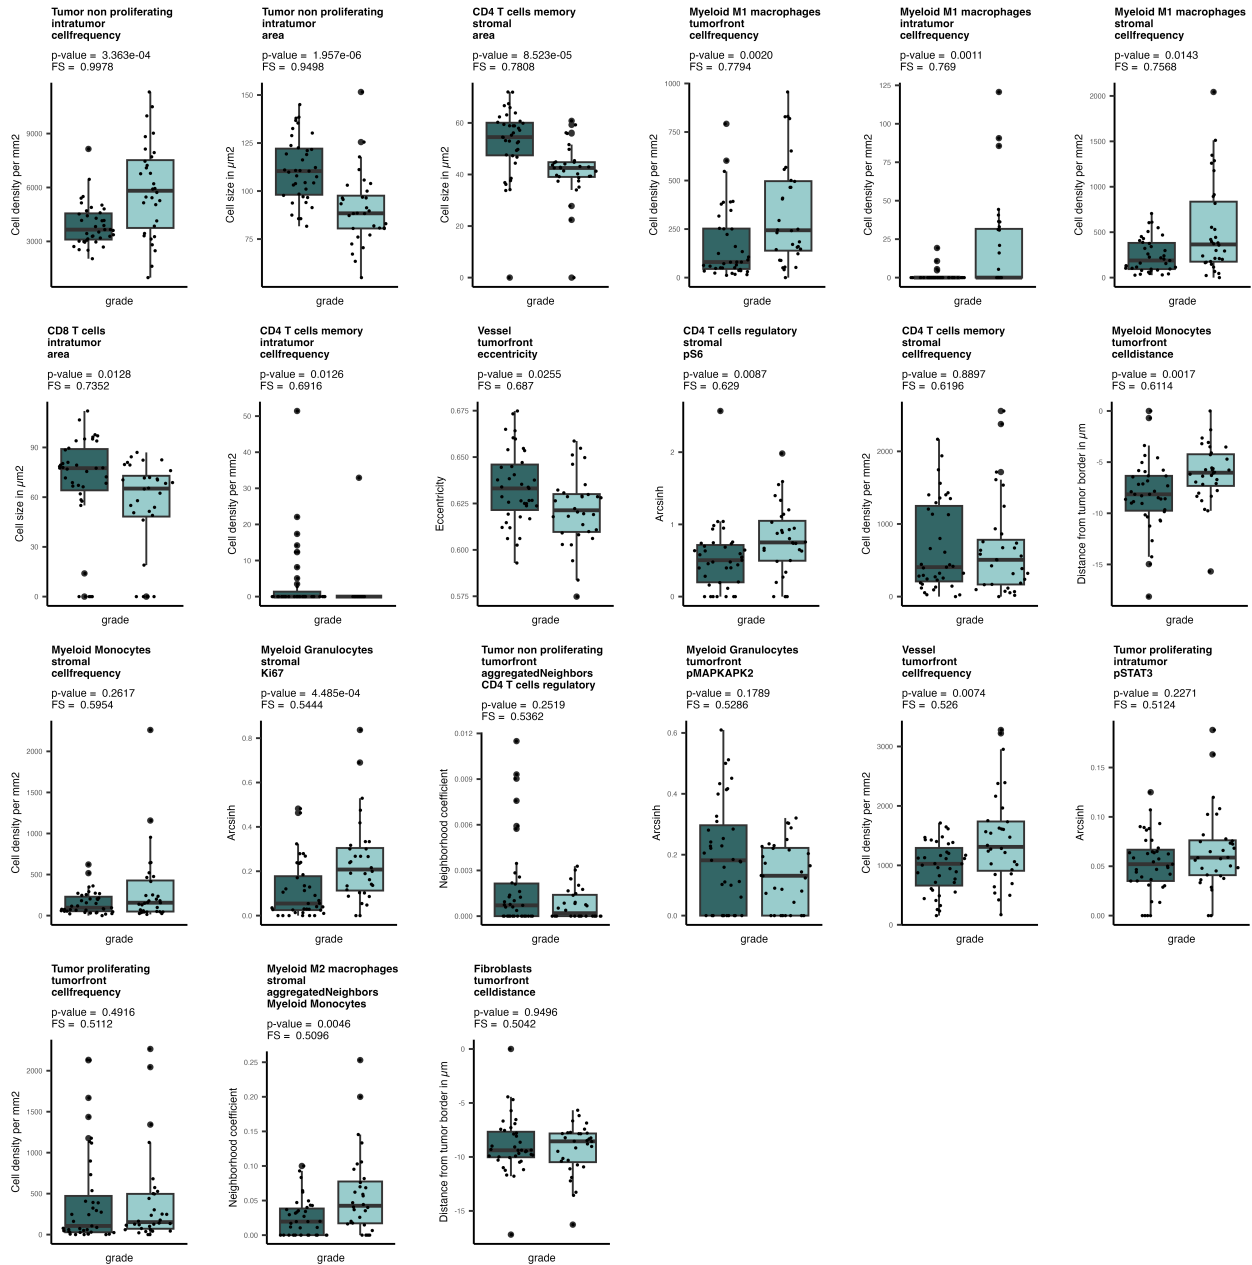 Tumor non proliferating
intratumor
cellfrequency
p-value = 3.363e-04
FS = 0.9978
Cell density per mm2
9000
6000
3000
grade
Tumor non proliferating
intratumor
area
p-value = 1.957e-06
FS = 0.9498
Cell size in µm2
150
125
100
75
grade
CD4 T cells memory
stromal
area
p-value = 8.523e-05
FS = 0.7808
Cell size in µm2
60
40
20
0
grade
Myeloid M1 macrophages
tumorfront
cellfrequency
p-value = 0.0020
FS = 0.7794
Cell density per mm2
1000
750
500
250
0
grade
Myeloid M1 macrophages
intratumor
cellfrequency
p-value = 0.0011
FS = 0.769
Cell density per mm2
125
100
75
50
25
0
grade
Myeloid M1 macrophages
stromal
cellfrequency
p-value = 0.0143
FS = 0.7568
Cell density per mm2
2000
1500
1000
500
0
grade
CD8 T cells
intratumor
area
p-value = 0.0128
FS = 0.7352
Cell size in µm2
90
60
30
0
grade
CD4 T cells memory
intratumor
cellfrequency
p-value = 0.0126
FS = 0.6916
Cell density per mm2
50
40
30
20
10
0
grade
Vessel
tumorfront
eccentricity
p-value = 0.0255
FS = 0.687
Eccentricity
0.675
0.650
0.625
0.600
0.575
grade
CD4 T cells regulatory
stromal
pS6
p-value = 0.0087
FS = 0.629
Arcsinh
2
1
0
grade
CD4 T cells memory
stromal
cellfrequency
p-value = 0.8897
FS = 0.6196
Cell density per mm2
2000
1000
0
grade
Myeloid Monocytes
tumorfront
celldistance
p-value = 0.0017
FS = 0.6114
Distance from tumor border in µm
0
-5
-10
-15
grade
Myeloid Monocytes
stromal
cellfrequency
p-value = 0.2617
FS = 0.5954
Cell density per mm2
2000
1500
1000
500
0
grade
Myeloid Granulocytes
stromal
Ki67
p-value = 4.485e-04
FS = 0.5444
Arcsinh
0.8
0.6
0.4
0.2
0.0
grade
Tumor non proliferating
tumorfront
aggregatedNeighbors
CD4 T cells regulatory
p-value = 0.2519
FS = 0.5362
Neighborhood coefficient
0.012
0.009
0.006
0.003
0.000
grade
Myeloid Granulocytes
tumorfront
pMAPKAPK2
p-value = 0.1789
FS = 0.5286
Arcsinh
0.6
0.4
0.2
0.0
grade
Vessel
tumorfront
cellfrequency
p-value = 0.0074
FS = 0.526
Cell density per mm2
3000
2000
1000
0
grade
Tumor proliferating
intratumor
pSTAT3
p-value = 0.2271
FS = 0.5124
Arcsinh
0.15
0.10
0.05
0.00
grade
Tumor proliferating
tumorfront
cellfrequency
p-value = 0.4916
FS = 0.5112
Cell density per mm2
2000
1500
1000
500
0
grade
Myeloid M2 macrophages
stromal
aggregatedNeighbors
Myeloid Monocytes
p-value = 0.0046
FS = 0.5096
Neighborhood coefficient
0.25
0.20
0.15
0.10
0.05
0.00
grade
Fibroblasts
tumorfront
celldistance
p-value = 0.9496
FS = 0.5042
Distance from tumor border in µm
0
-5
-10
-15
grade